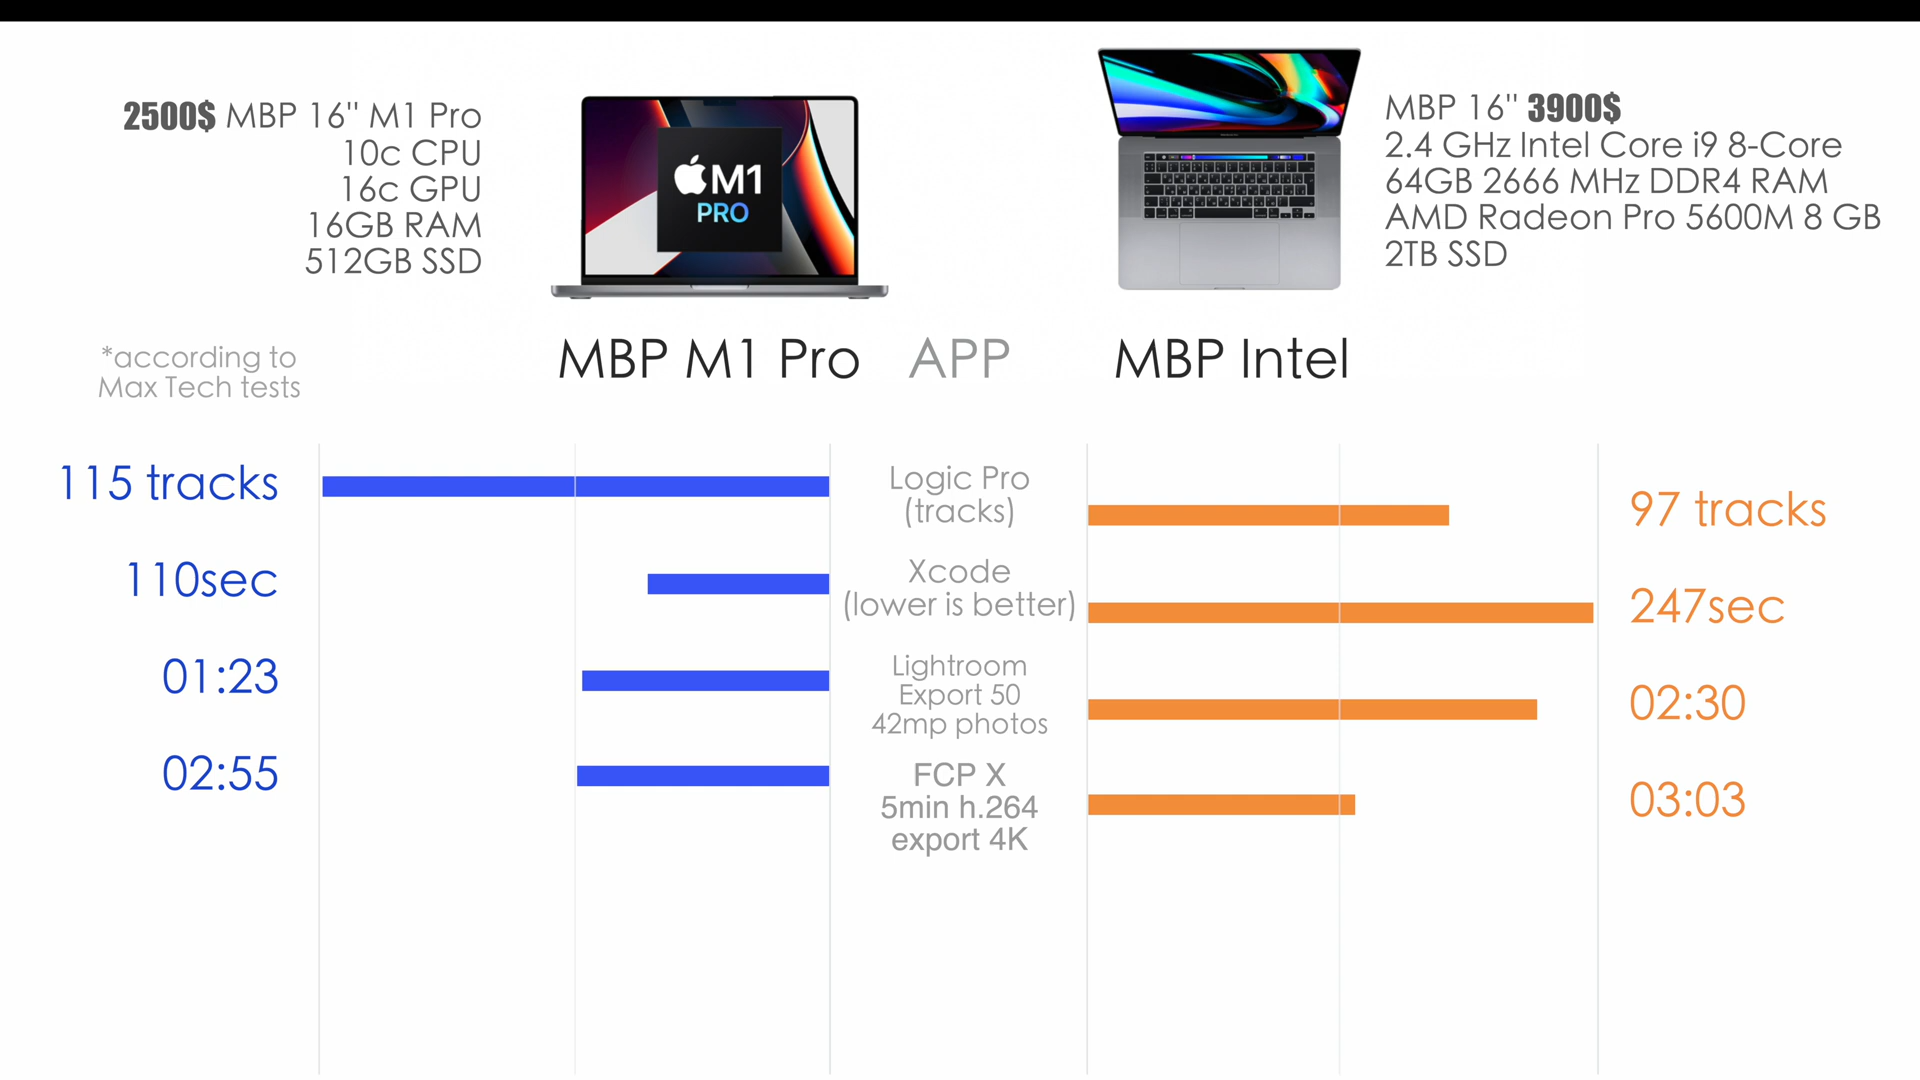 2500$ MBP 16" M1 Pro
10c CPU
16c GPU
16GB RAM
512GB SSD
M1
PRO
MBP 16" 3900$
2.4 GHz Intel Core i9 8-Core
64GB 2666 MHz DDR4 RAM
AMD Radeon Pro 5600M 8 GB
2TB SSD
*according to
Max Tech tests
MBP M1 Pro APP MBP Intel
115 tracks
Logic Pro
(tracks)
97 tracks
110sec
Xcode
(lower is better)
247sec
01:23
Lightroom
Export 50
42mp photos
02:30
02:55
FCP X
5min h.264
export 4K
03:03